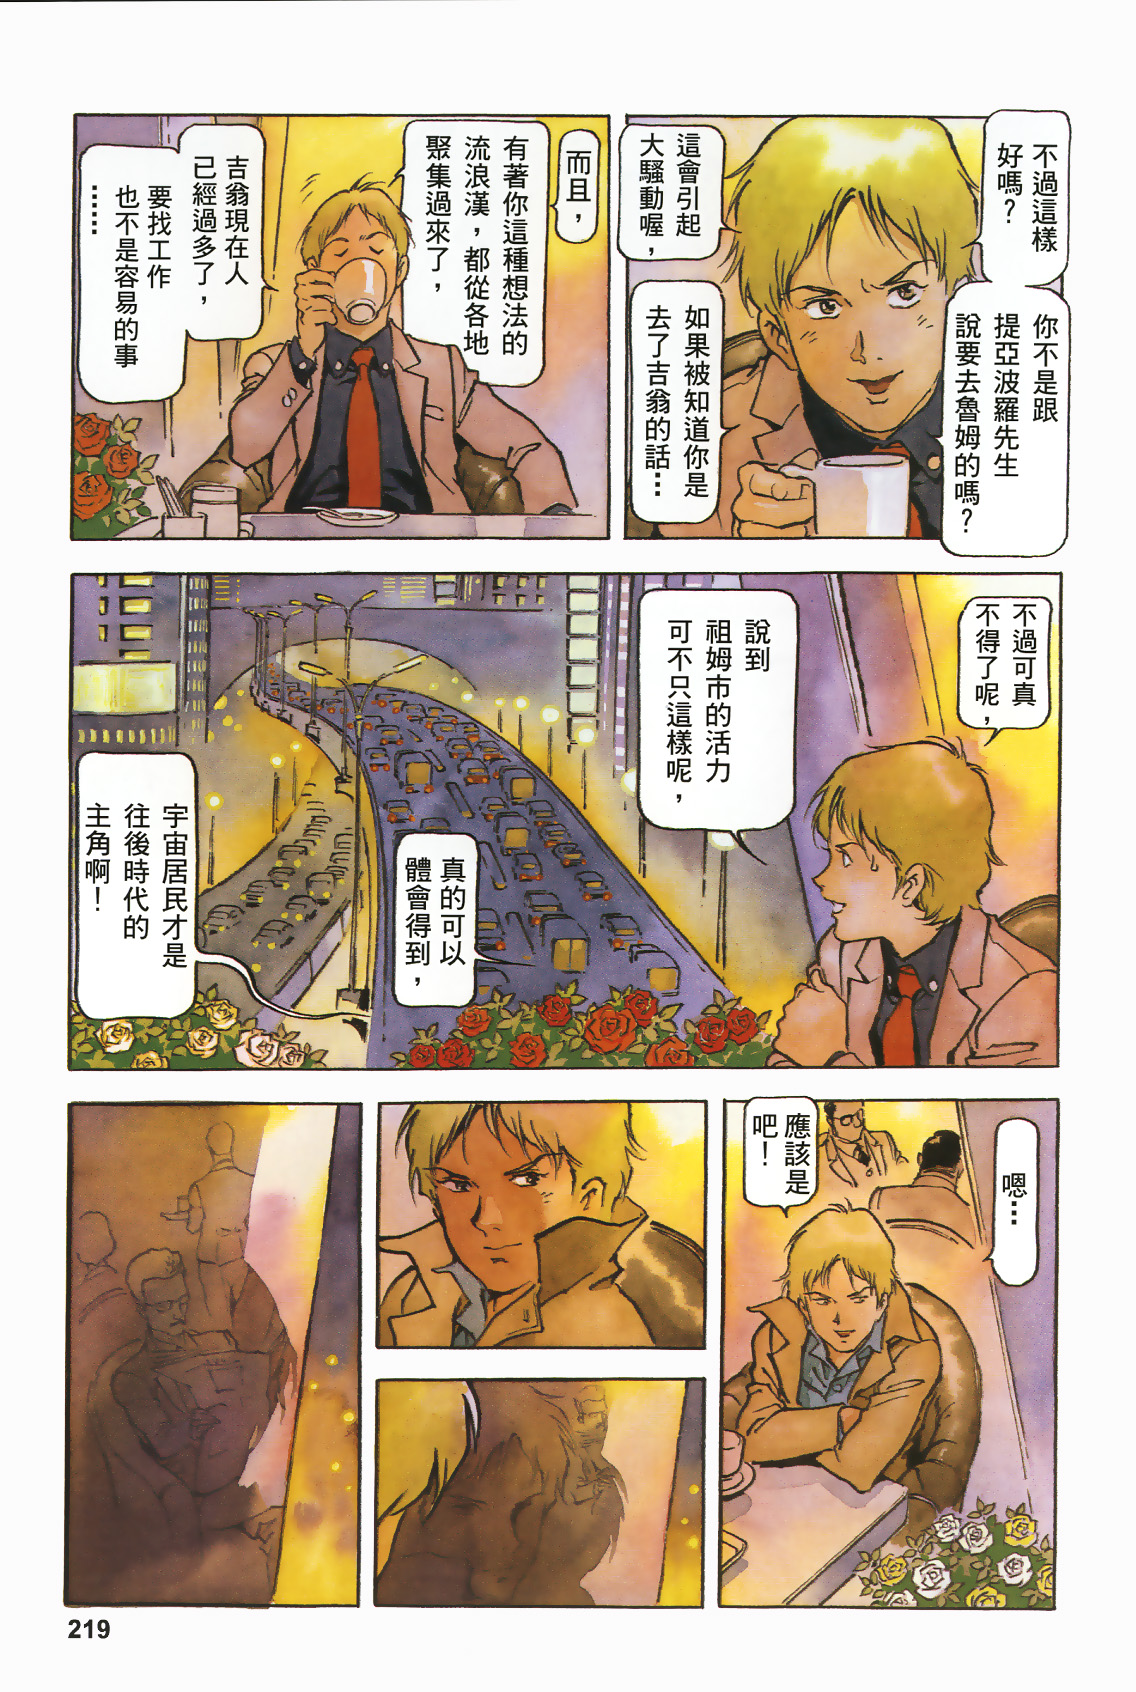 不過這樣
好嗎？
你不是跟
提亞波羅先生
說要去魯姆的嗎？
這會引起
大騷動喔，
如果被知道你是
去了吉翁的話…
而且，
有著你這種想法的
流浪漢，都從各地
聚集過來了，
吉翁現在人
已經過多了，
要找工作
也不是容易的事
……
不過可真
不得了呢，
說到
祖姆市的活力
可不只這樣呢，
真的可以
體會得到，
宇宙居民才是
往後時代的
主角啊！
嗯…
應該是
吧！
219